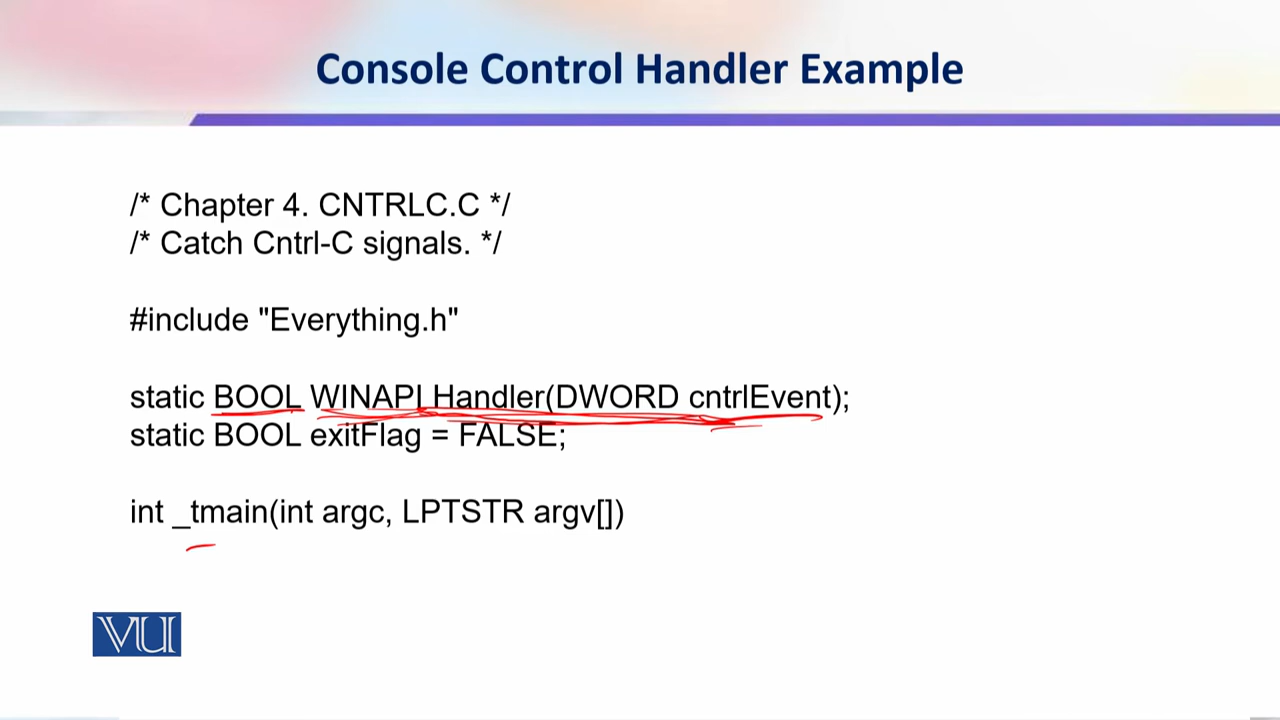 Console Control Handler Example
/* Chapter 4. CNTRLC.C */
/* Catch Cntrl-C signals. */
#include "Everything.h"
static BOOL WINAPI Handler(DWORD cntrlEvent);
static BOOL exitFlag = FALSE;
int _tmain(int argc, LPTSTR argv[])
VU